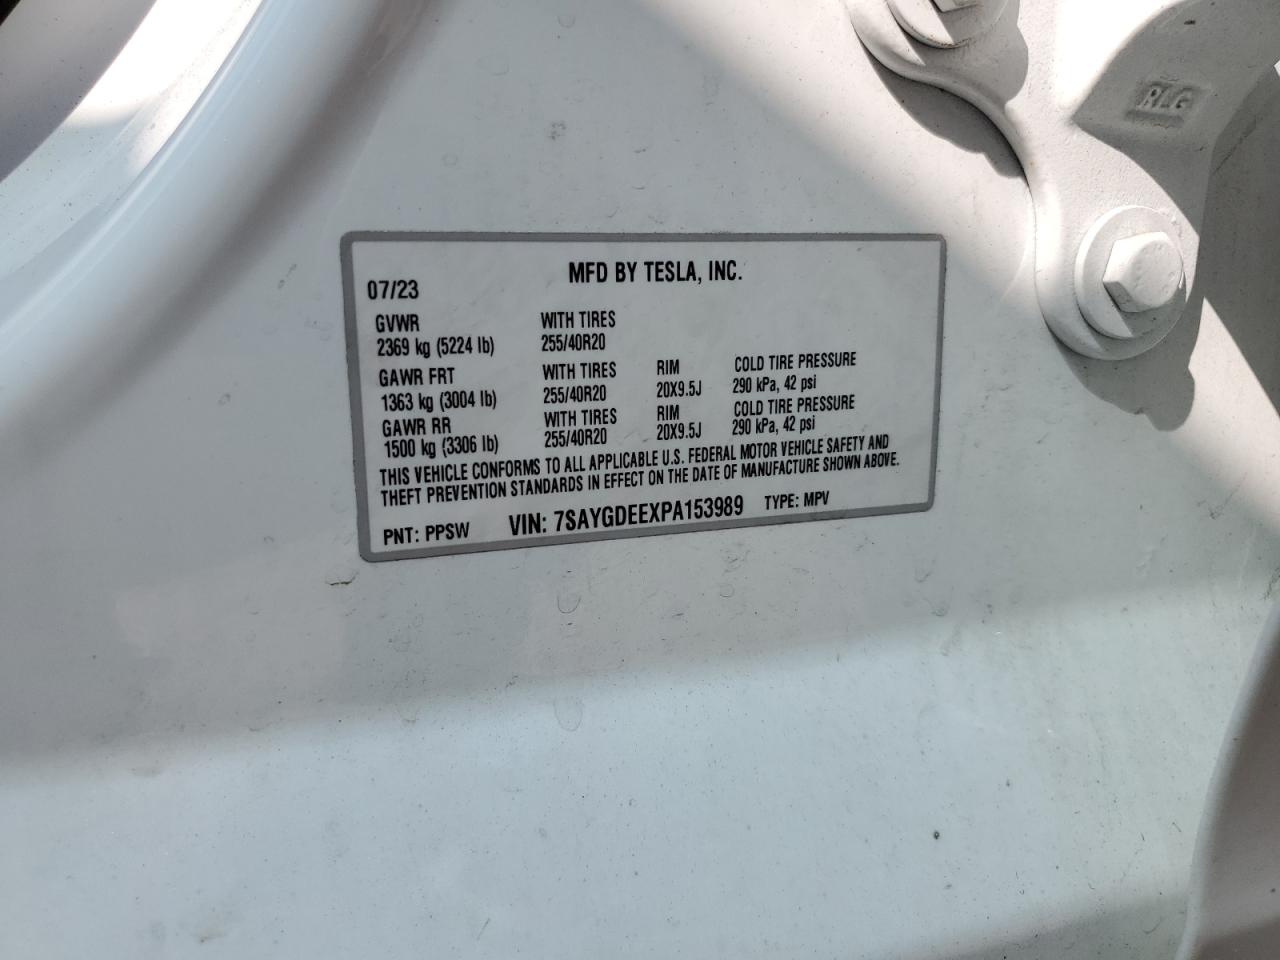 RLG
MFD BY TESLA, INC.
07/23
GVWR WITH TIRES
2369 kg (5224 lb) 255/40R20
GAWR FRT WITH TIRES RIM COLD TIRE PRESSURE
1363 kg (3004 lb) 255/40R20 20X9.5J 290 kPa, 42 psi
GAWR RR WITH TIRES RIM COLD TIRE PRESSURE
1500 kg (3306 lb) 255/40R20 20X9.5J 290 kPa, 42 psi
THIS VEHICLE CONFORMS TO ALL APPLICABLE U.S. FEDERAL MOTOR VEHICLE SAFETY AND
THEFT PREVENTION STANDARDS IN EFFECT ON THE DATE OF MANUFACTURE SHOWN ABOVE.
PNT: PPSW VIN: 7SAYGDEEXPA153989 TYPE: MPV